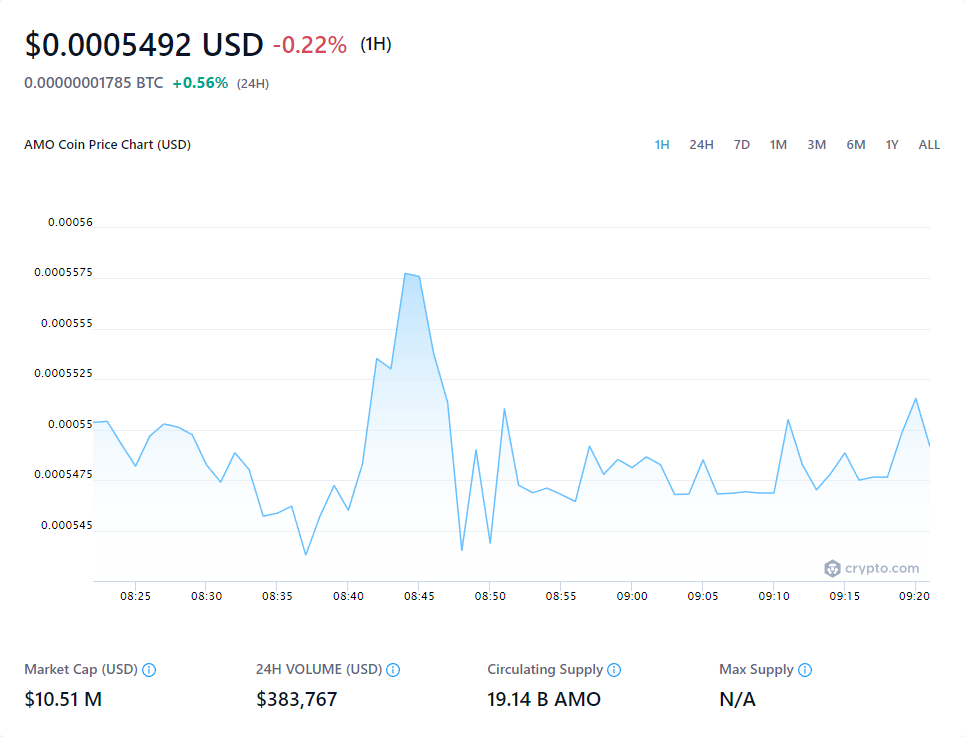 $0.0005492 USD -0.22% (1H)
0.00000001785 BTC +0.56% (24H)
AMO Coin Price Chart (USD) 1H 24H 7D 1M 3M 6M 1Y ALL
0.00056
0.0005575
0.000555
0.0005525
0.00055
0.0005475
0.000545
crypto.com
08:25 08:30 08:35 08:40 08:45 08:50 08:55 09:00 09:05 09:10 09:15 09:20
Market Cap (USD) 24H VOLUME (USD) Circulating Supply Max Supply
$10.51 M $383,767 19.14 B AMO N/A